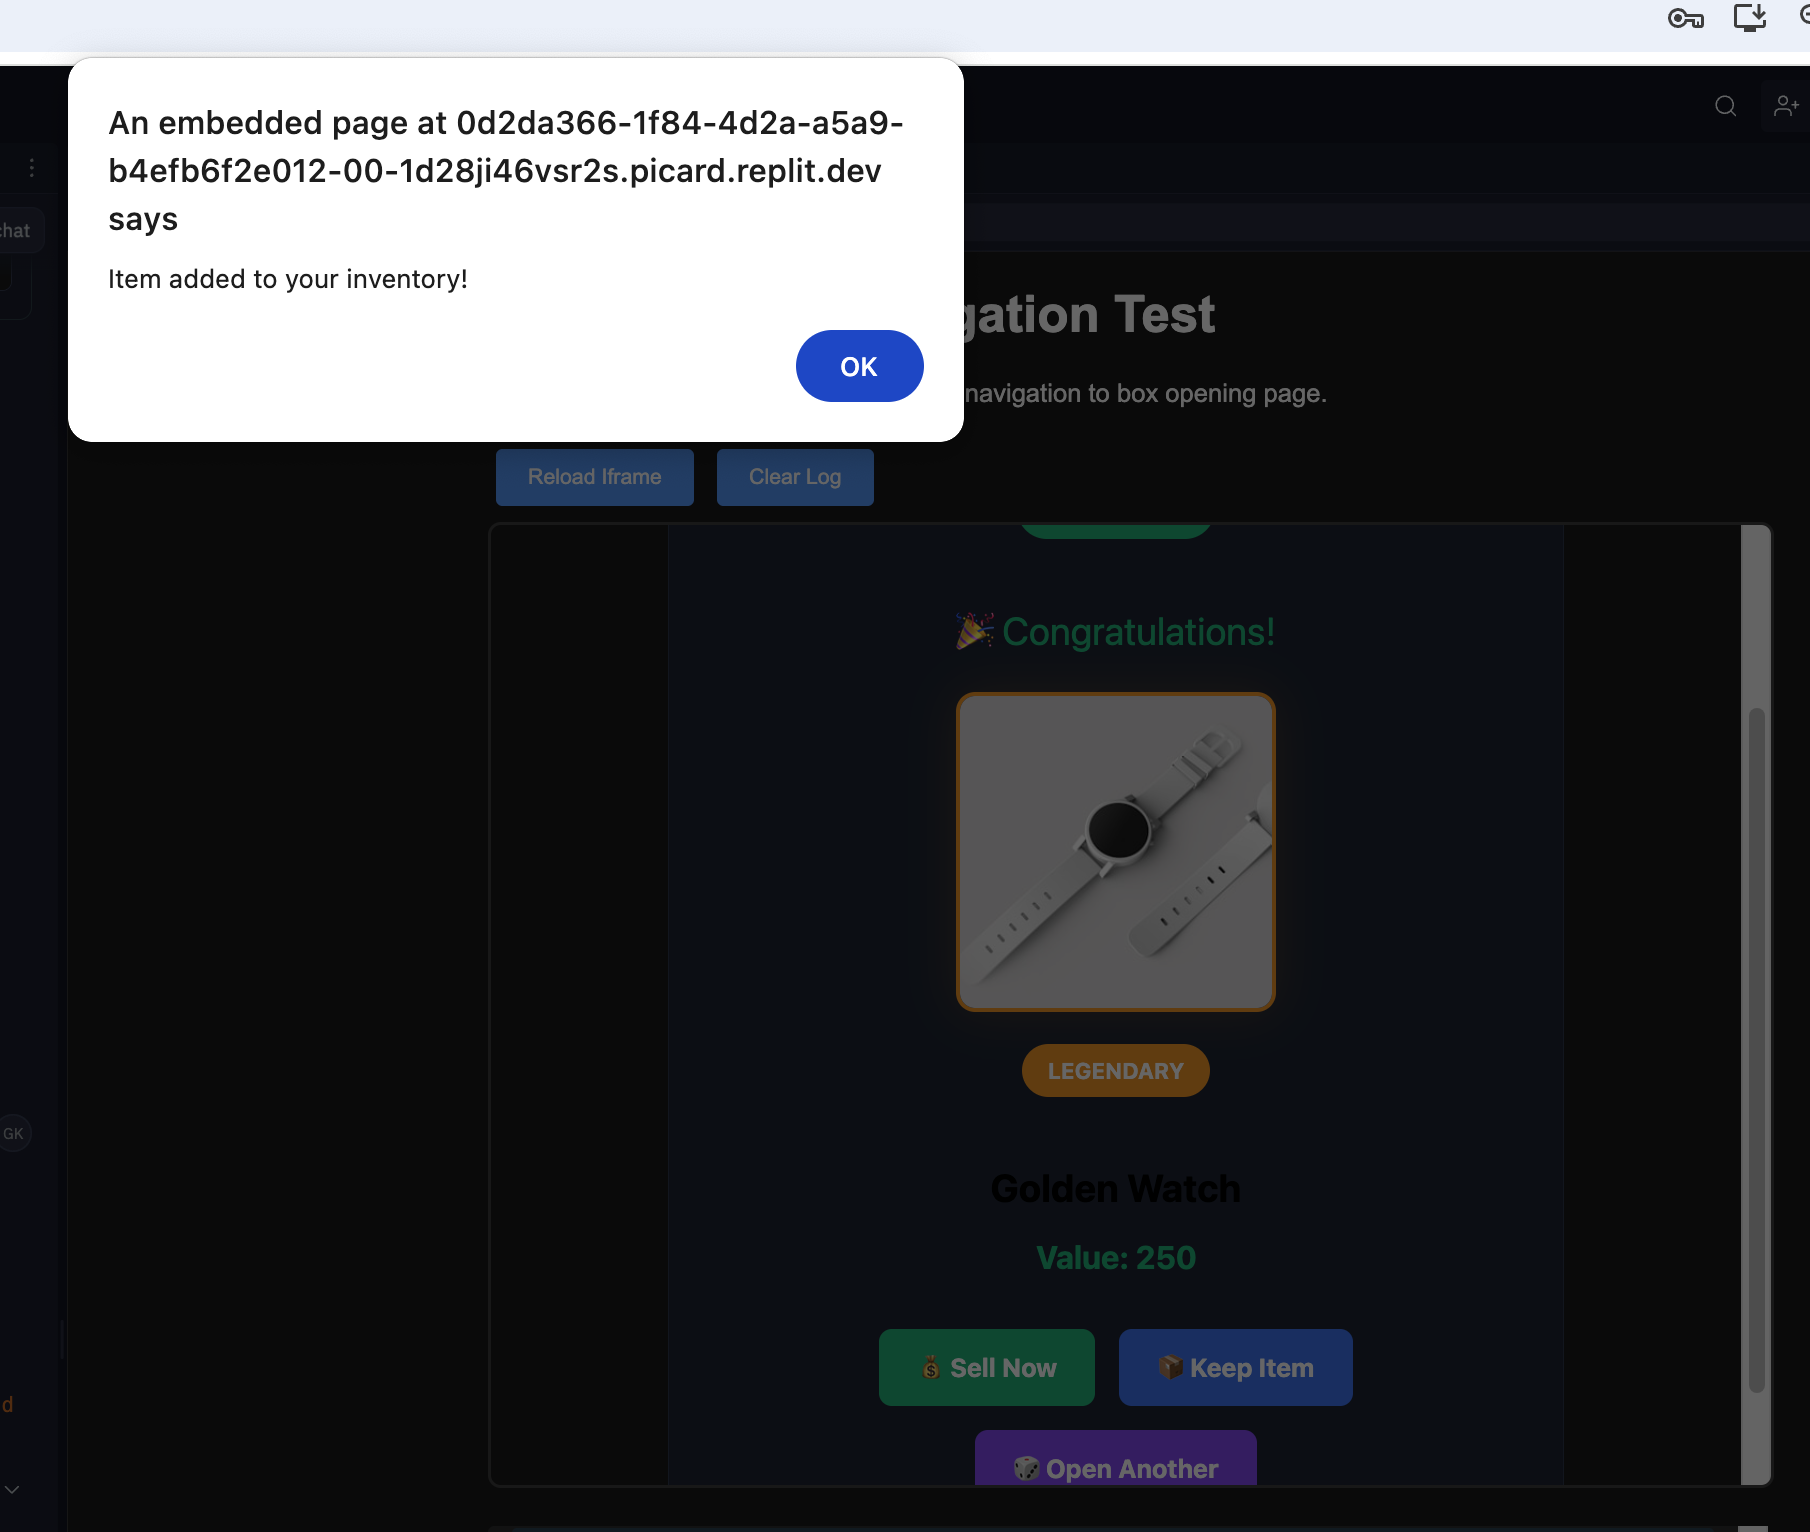 An embedded page at 0d2da366-1f84-4d2a-a5a9-
b4efb6f2e012-00-1d28ji46vsr2s.picard.replit.dev
says
Item added to your inventory!
OK
hat
gation Test
navigation to box opening page.
Reload Iframe
Clear Log
🎉 Congratulations!
LEGENDARY
Golden Watch
Value: 250
💰 Sell Now
📦 Keep Item
🎲 Open Another
GK
d